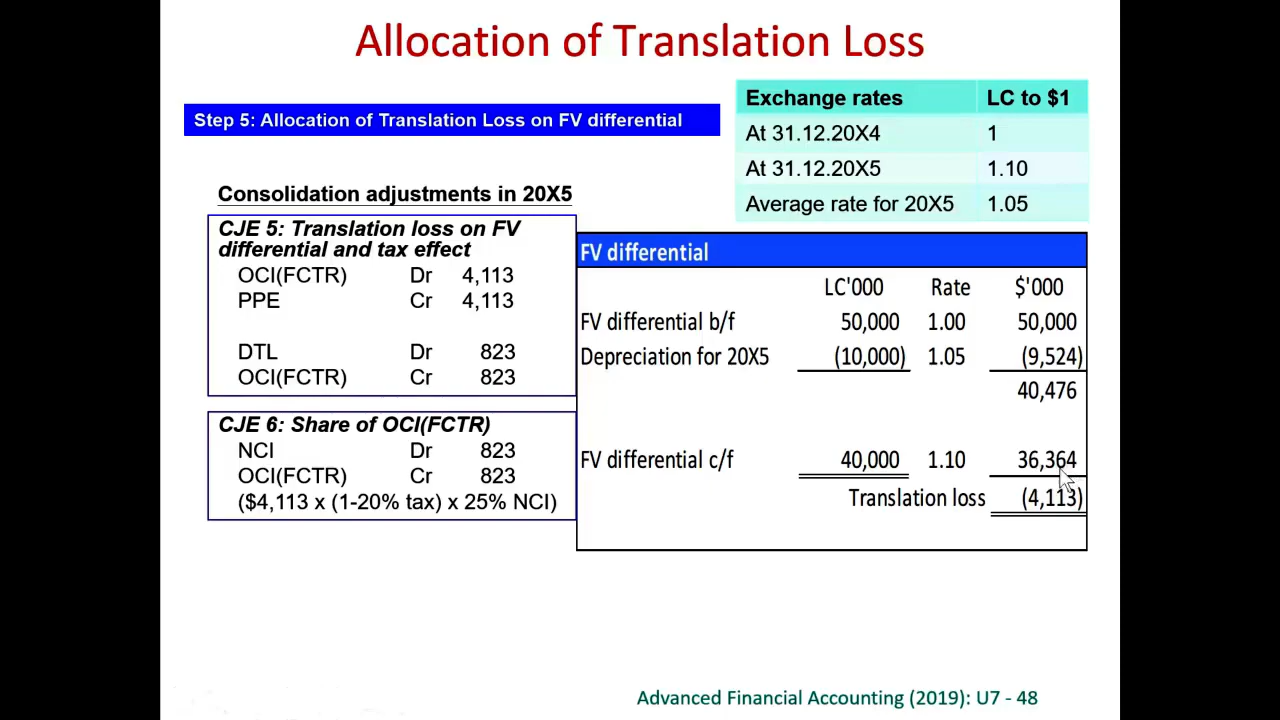 Allocation of Translation Loss
Step 5: Allocation of Translation Loss on FV differential
Exchange rates LC to $1
At 31.12.20X4 1
At 31.12.20X5 1.10
Average rate for 20X5 1.05
Consolidation adjustments in 20X5
CJE 5: Translation loss on FV
differential and tax effect
OCI(FCTR) Dr 4,113
PPE Cr 4,113
DTL Dr 823
OCI(FCTR) Cr 823
CJE 6: Share of OCI(FCTR)
NCI Dr 823
OCI(FCTR) Cr 823
($4,113 x (1-20% tax) x 25% NCI)
FV differential
LC'000 Rate $'000
FV differential b/f 50,000 1.00 50,000
Depreciation for 20X5 (10,000) 1.05 (9,524)
40,476
FV differential c/f 40,000 1.10 36,364
Translation loss (4,113)
Advanced Financial Accounting (2019): U7 - 48